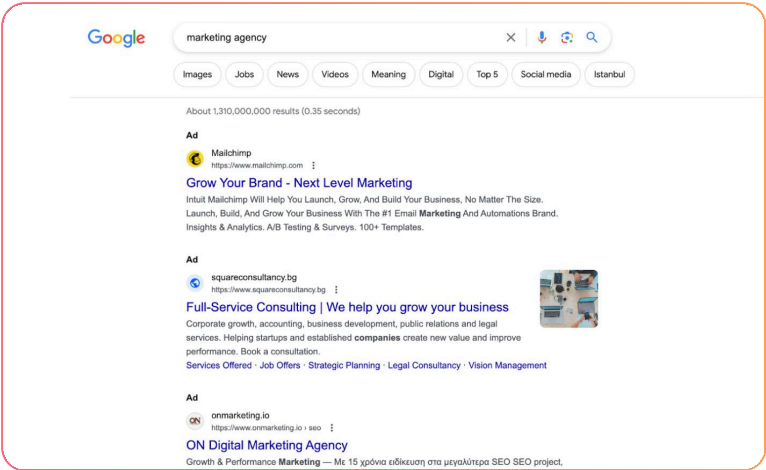 Google
marketing agency
Images Jobs News Videos Meaning Digital Top 5 Social media Istanbul
About 1,310,000,000 results (0.35 seconds)
Ad
Mailchimp
https://www.mailchimp.com
Grow Your Brand - Next Level Marketing
Intuit Mailchimp Will Help You Launch, Grow, And Build Your Business, No Matter The Size.
Launch, Build, And Grow Your Business With The #1 Email Marketing And Automations Brand.
Insights & Analytics. A/B Testing & Surveys. 100+ Templates.
Ad
squareconsultancy.bg
https://www.squareconsultancy.bg
Full-Service Consulting | We help you grow your business
Corporate growth, accounting, business development, public relations and legal
services. Helping startups and established companies create new value and improve
performance. Book a consultation.
Services Offered · Job Offers · Strategic Planning · Legal Consultancy · Vision Management
Ad
ON
onmarketing.io
https://www.onmarketing.io › seo
ON Digital Marketing Agency
Growth & Performance Marketing — Με 15 χρόνια ειδίκευση στα μεγαλύτερα SEO SEO project,